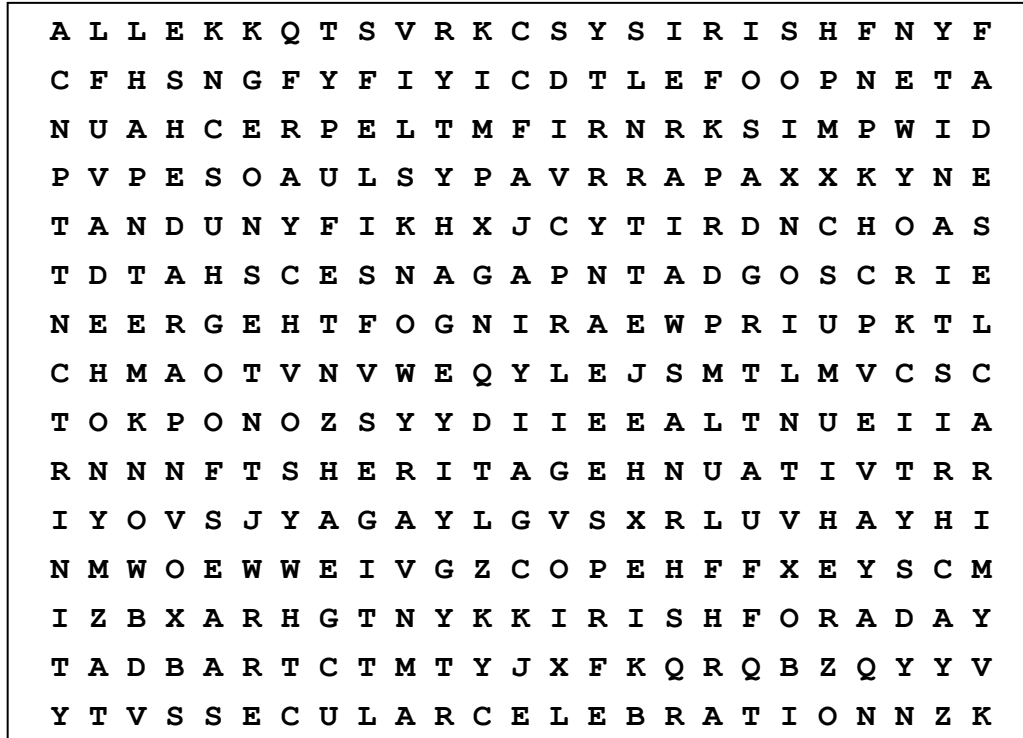 A L L E K K Q T S V R K C S Y S I R I S H F N Y F
C F H S N G F Y F I Y I C D T L E F O O P N E T A
N U A H C E R P E L T M F I R N R K S I M P W I D
P V P E S O A U L S Y P A V R R A P A X X K Y N E
T A N D U N Y F I K H X J C Y T I R D N C H O A S
T D T A H S C E S N A G A P N T A D G O S C R I E
N E E R G E H T F O G N I R A E W P R I U P K T L
C H M A O T V N V W E Q Y L E J S M T L M V C S C
T O K P O N O Z S Y Y D I I E E A L T N U E I I A
R N N N F T S H E R I T A G E H N U A T I V T R R
I Y O V S J Y A G A Y L G V S X R L U V H A Y H I
N M W O E W W E I V G Z C O P E H F F X E Y S C M
I Z B X A R H G T N Y K K I R I S H F O R A D A Y
T A D B A R T C T M T Y J X F K Q R Q B Z Q Y Y V
Y T V S S E C U L A R C E L E B R A T I O N N Z K